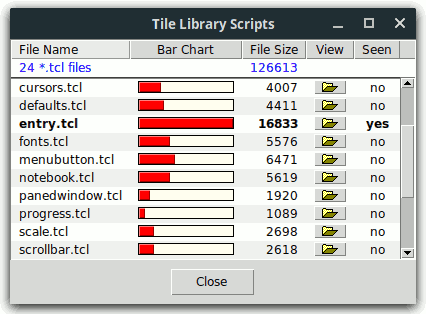 Tile Library Scripts
File Name Bar Chart File Size View Seen
24 *.tcl files 126613
cursors.tcl 4007 no
defaults.tcl 4411 no
entry.tcl 16833 yes
fonts.tcl 5576 no
menubutton.tcl 6471 no
notebook.tcl 5619 no
panedwindow.tcl 1920 no
progress.tcl 1089 no
scale.tcl 2698 no
scrollbar.tcl 2618 no
Close